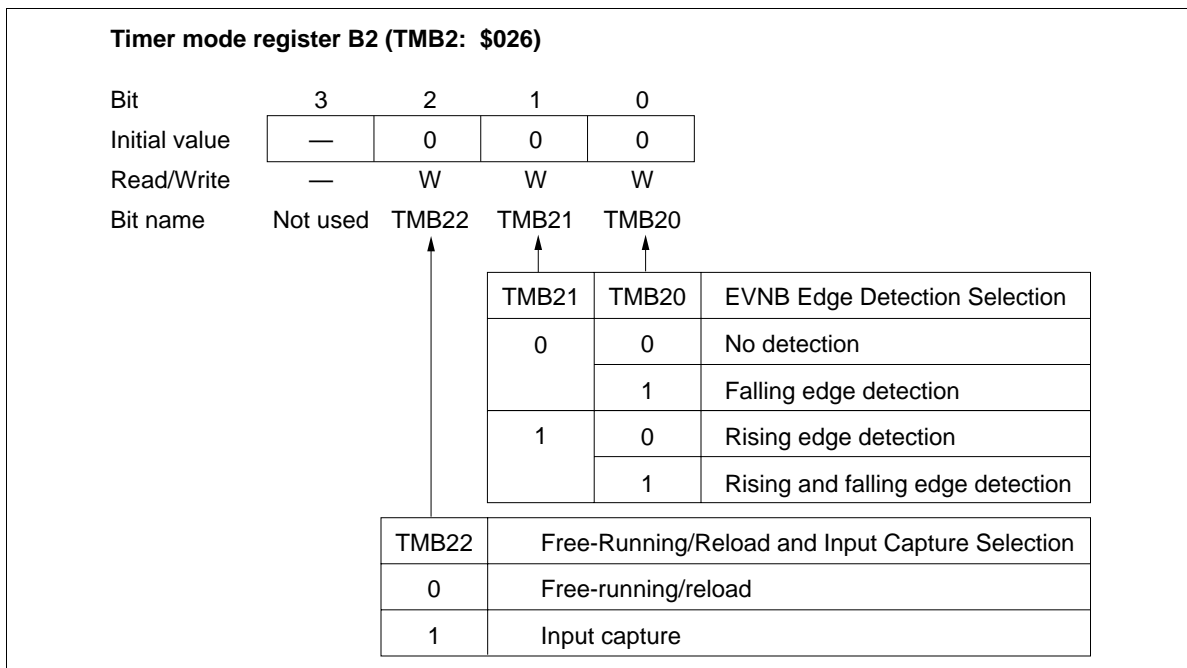 Timer mode register B2 (TMB2: $026)
Bit 3 2 1 0
Initial value — 0 0 0
Read/Write — W W W
Bit name Not used TMB22 TMB21 TMB20
TMB21 TMB20 EVNB Edge Detection Selection
0 0 No detection
1 Falling edge detection
1 0 Rising edge detection
1 Rising and falling edge detection
TMB22 Free-Running/Reload and Input Capture Selection
0 Free-running/reload
1 Input capture